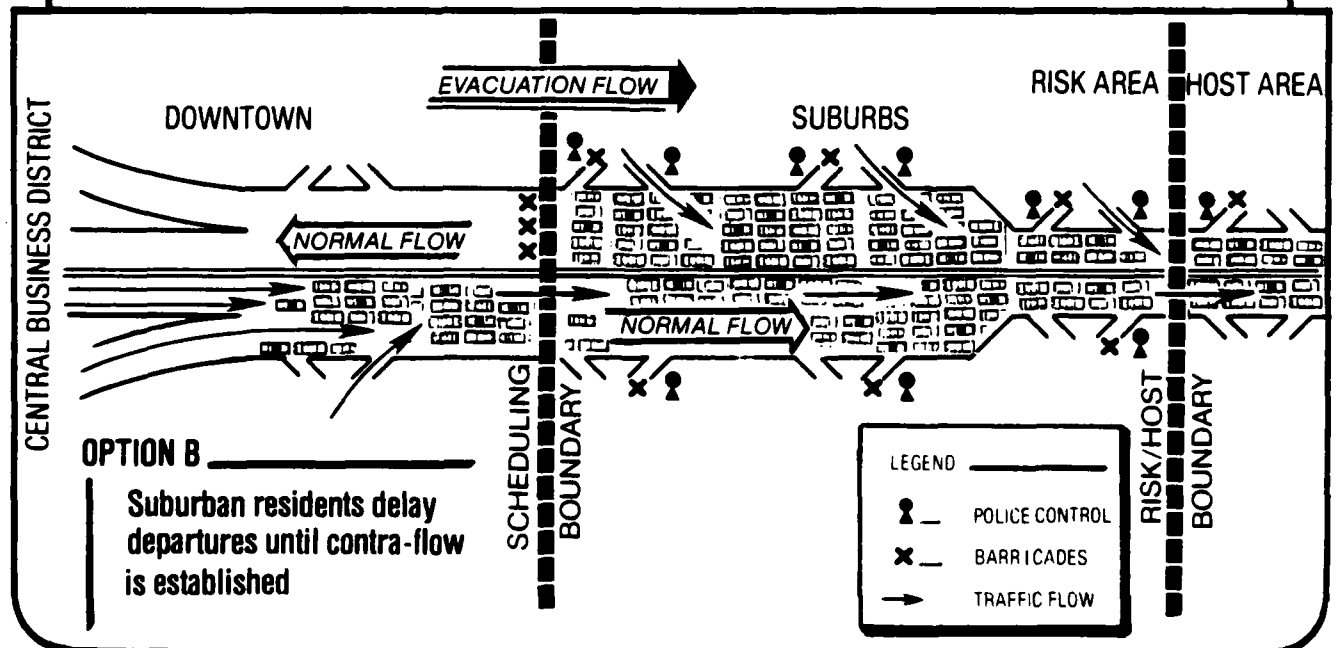 EVACUATION FLOW
RISK AREA
HOST AREA
DOWNTOWN
SUBURBS
CENTRAL BUSINESS DISTRICT
NORMAL FLOW
NORMAL FLOW
SCHEDULING
BOUNDARY
RISK/HOST
BOUNDARY
OPTION B
Suburban residents delay
departures until contra-flow
is established
LEGEND
POLICE CONTROL
BARRICADES
TRAFFIC FLOW